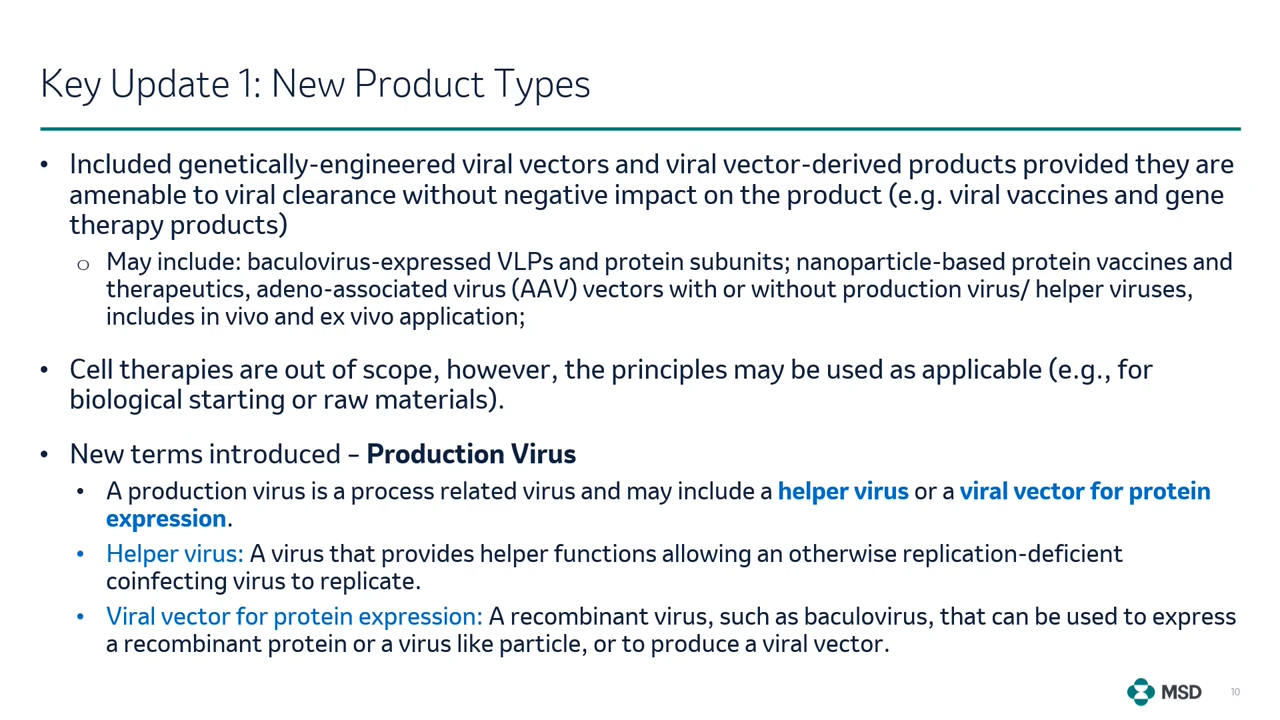 Key Update 1: New Product Types
• Included genetically-engineered viral vectors and viral vector-derived products provided they are
amenable to viral clearance without negative impact on the product (e.g. viral vaccines and gene
therapy products)
o May include: baculovirus-expressed VLPs and protein subunits; nanoparticle-based protein vaccines and
therapeutics, adeno-associated virus (AAV) vectors with or without production virus/ helper viruses,
includes in vivo and ex vivo application;
• Cell therapies are out of scope, however, the principles may be used as applicable (e.g., for
biological starting or raw materials).
• New terms introduced – Production Virus
• A production virus is a process related virus and may include a helper virus or a viral vector for protein
expression.
• Helper virus: A virus that provides helper functions allowing an otherwise replication-deficient
coinfecting virus to replicate.
• Viral vector for protein expression: A recombinant virus, such as baculovirus, that can be used to express
a recombinant protein or a virus like particle, or to produce a viral vector.
MSD
10